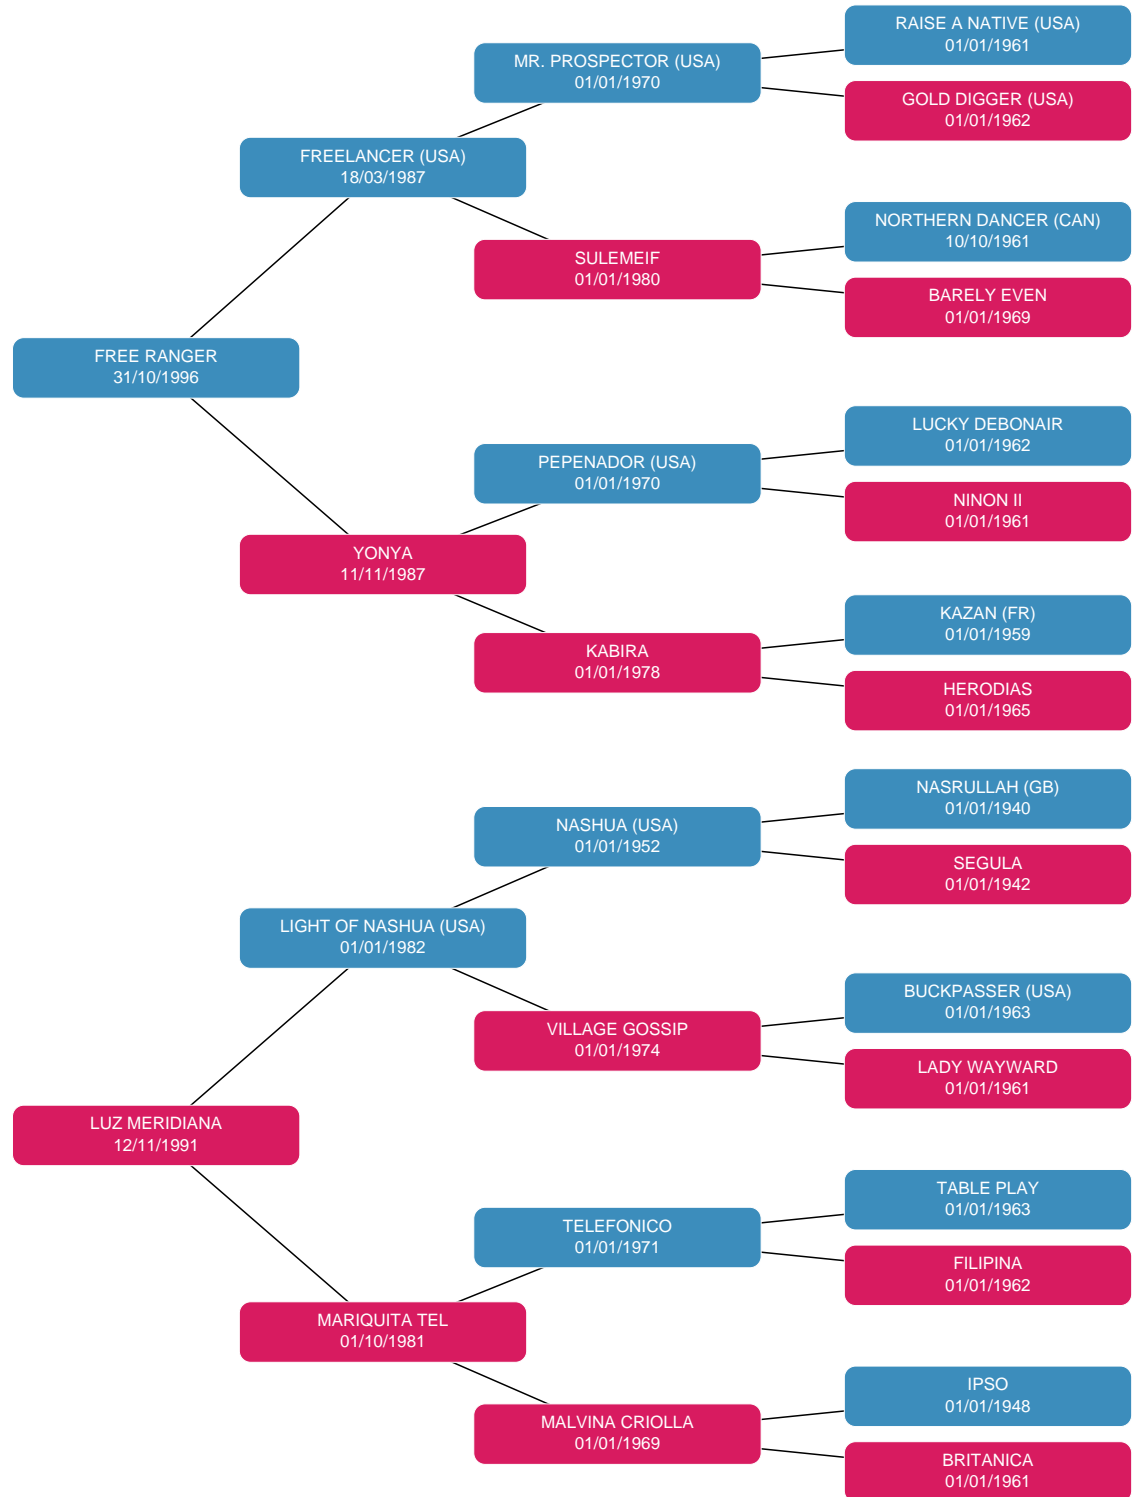 RAISE A NATIVE (USA)
01/01/1961
MR. PROSPECTOR (USA)
01/01/1970
GOLD DIGGER (USA)
01/01/1962
FREELANCER (USA)
18/03/1987
NORTHERN DANCER (CAN)
10/10/1961
SULEMEIF
01/01/1980
BARELY EVEN
01/01/1969
FREE RANGER
31/10/1996
LUCKY DEBONAIR
01/01/1962
PEPENADOR (USA)
01/01/1970
NINON II
01/01/1961
YONYA
11/11/1987
KAZAN (FR)
01/01/1959
KABIRA
01/01/1978
HERODIAS
01/01/1965
NASRULLAH (GB)
01/01/1940
NASHUA (USA)
01/01/1952
SEGULA
01/01/1942
LIGHT OF NASHUA (USA)
01/01/1982
BUCKPASSER (USA)
01/01/1963
VILLAGE GOSSIP
01/01/1974
LADY WAYWARD
01/01/1961
LUZ MERIDIANA
12/11/1991
TABLE PLAY
01/01/1963
TELEFONICO
01/01/1971
FILIPINA
01/01/1962
MARIQUITA TEL
01/10/1981
IPSO
01/01/1948
MALVINA CRIOLLA
01/01/1969
BRITANICA
01/01/1961